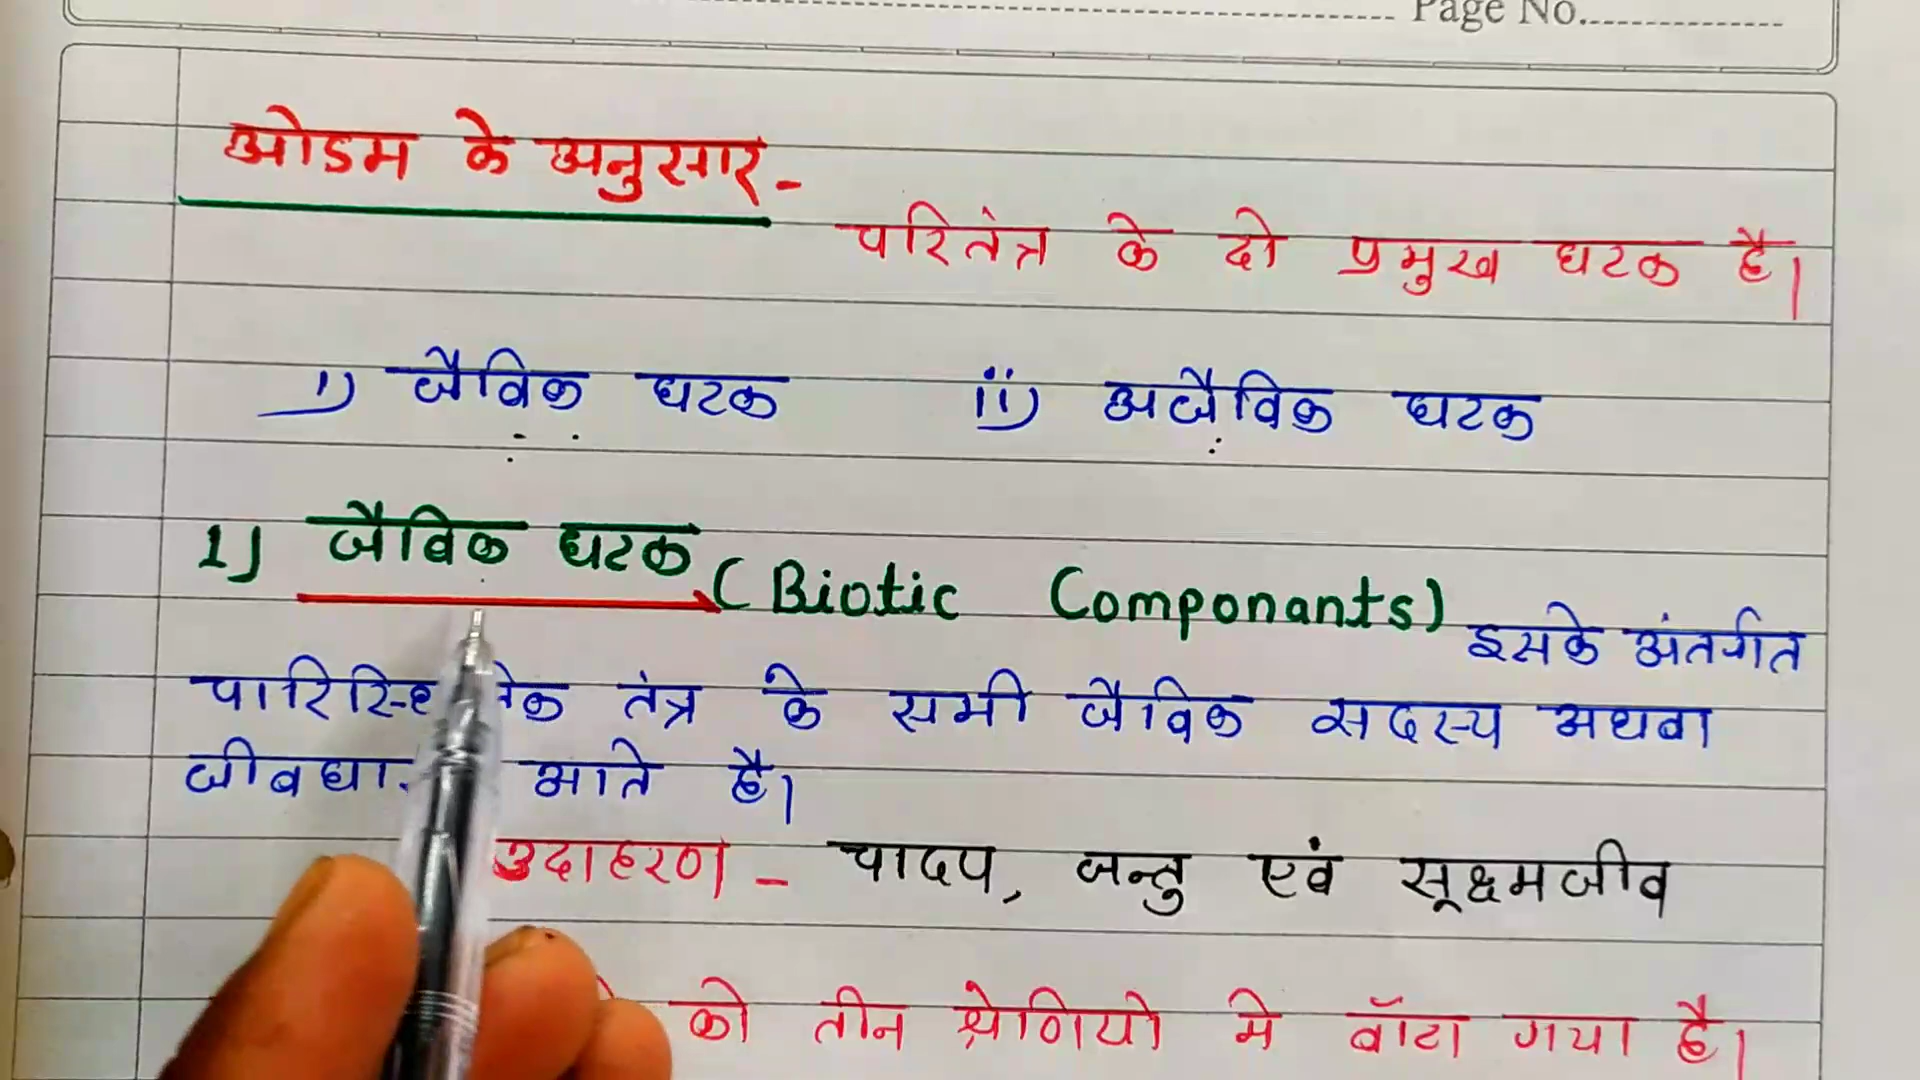 Page No.
ओडम के अनुसार-
परितंत्र के दो प्रमुख घटक है।
i) जैविक घटक ii) अजैविक घटक
1) जैविक घटक (Biotic Componants) इसके अंतर्गत
तंत्र के सभी जैविक सदस्य अथवा
आते है।
उदाहरण - पादप, जन्तु एवं सूक्ष्मजीव
को तीन श्रेणियो मे बाँटा गया है।